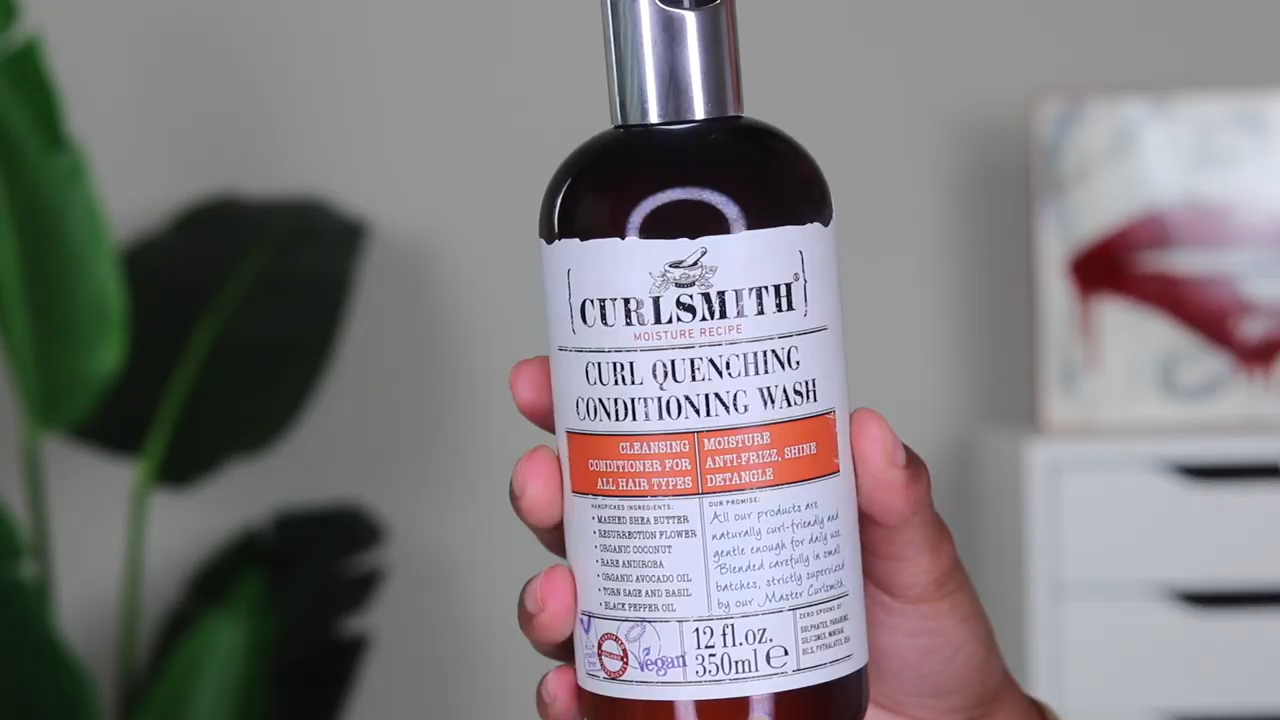 {CURLSMITH®}
MOISTURE RECIPE
CURL QUENCHING
CONDITIONING WASH
CLEANSING
CONDITIONER FOR
ALL HAIR TYPES
MOISTURE
ANTI-FRIZZ, SHINE
DETANGLE
HANDPICKED INGREDIENTS:
• MASHED SHEA BUTTER
• RESURRECTION FLOWER
• ORGANIC COCONUT
• RARE ANDIROBA
• ORGANIC AVOCADO OIL
• TORN SAGE AND BASIL
• BLACK PEPPER OIL
OUR PROMISE:
All our products are
naturally curl-friendly and
gentle enough for daily use.
Blended carefully in small
batches, strictly supervized
by our Master Curlsmith.
Vegan
12 fl.oz.
350ml e
ZERO SPOONS OF:
SULPHATES, PARABENS,
SILICONES, MINERAL
OILS, PHTHALATES,